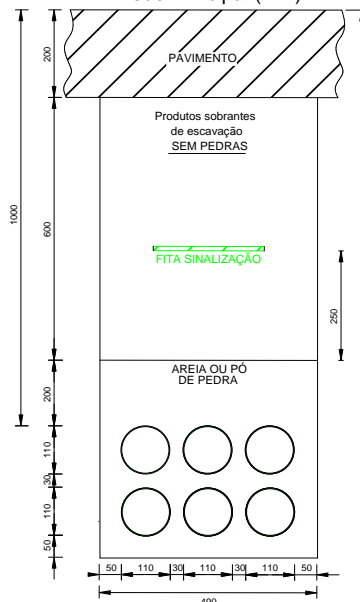 200
PAVIMENTO
Produtos sobrantes
de escavação
SEM PEDRAS
1000
600
FITA SINALIZAÇÃO
250
AREIA OU PÓ
DE PEDRA
200
110
30
110
50
50 110 30 110 30 110 50
490